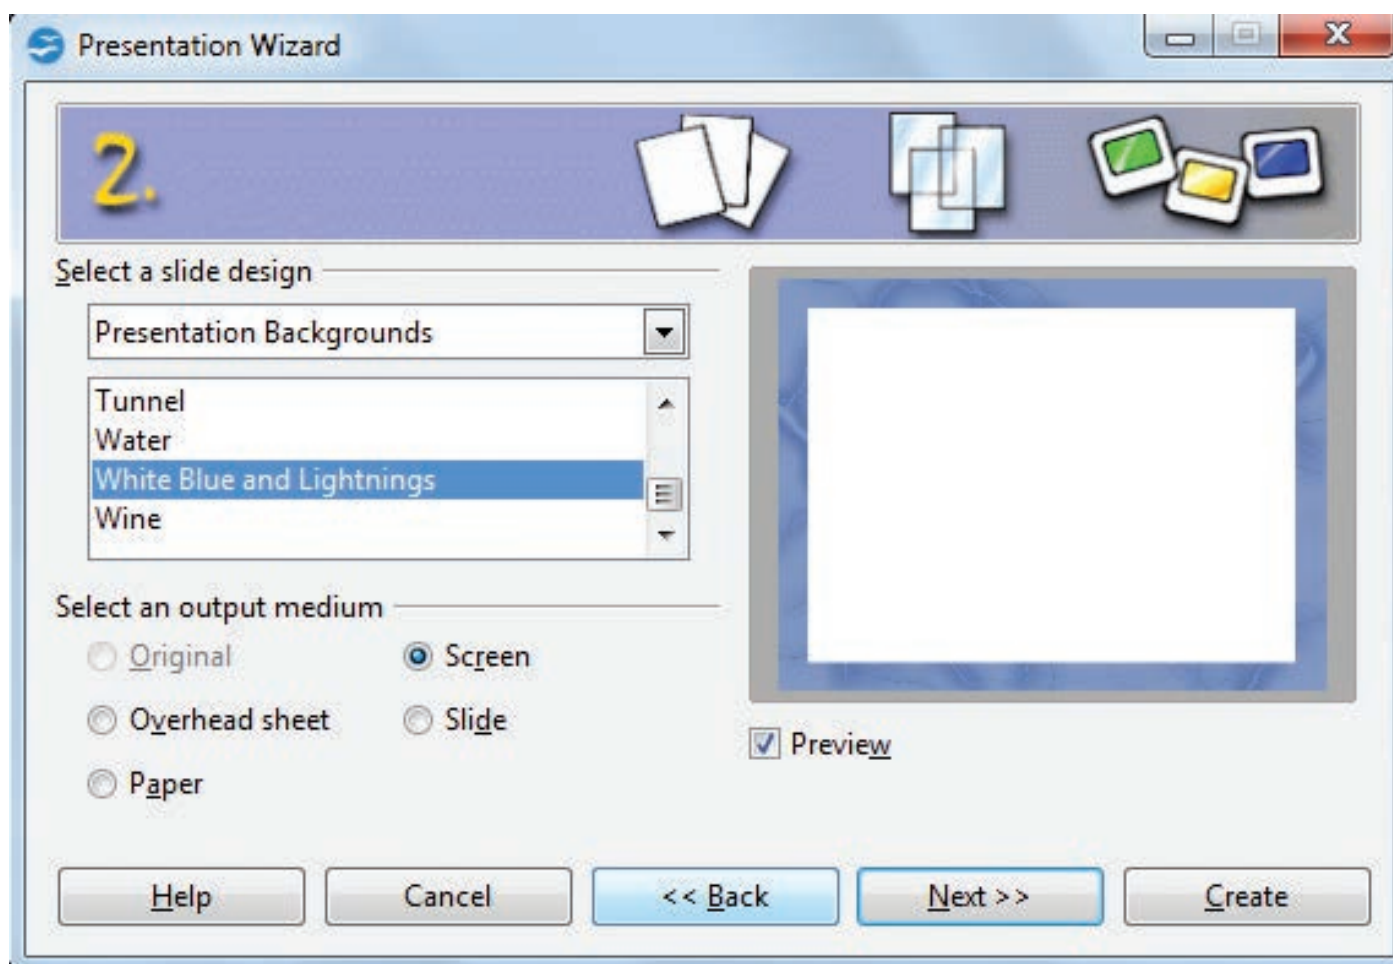 Presentation Wizard
2.
Select a slide design
Presentation Backgrounds
Tunnel
Water
White Blue and Lightnings
Wine
Select an output medium
Original
Screen
Overhead sheet
Slide
Paper
Preview
Help
Cancel
<< Back
Next >>
Create